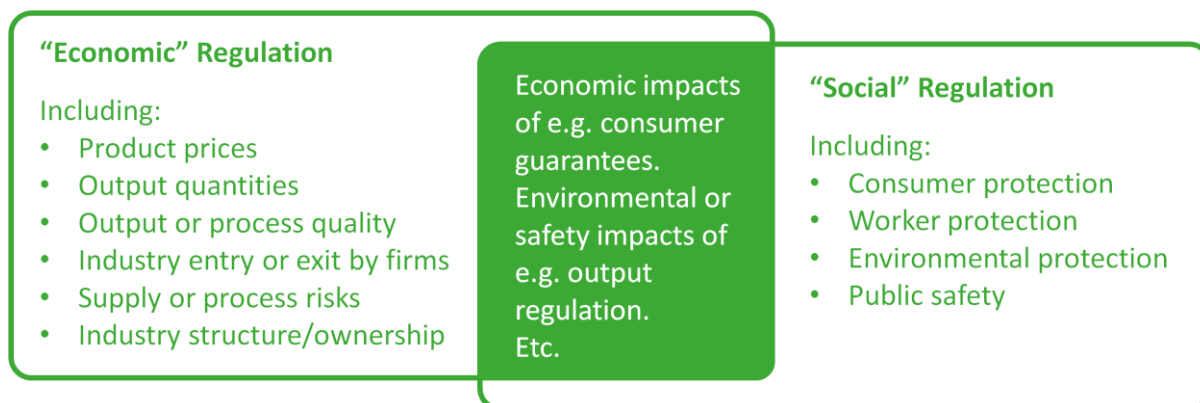 “Economic” Regulation
Including:
• Product prices
• Output quantities
• Output or process quality
• Industry entry or exit by firms
• Supply or process risks
• Industry structure/ownership
Economic impacts
of e.g. consumer
guarantees.
Environmental or
safety impacts of
e.g. output
regulation.
Etc.
“Social” Regulation
Including:
• Consumer protection
• Worker protection
• Environmental protection
• Public safety